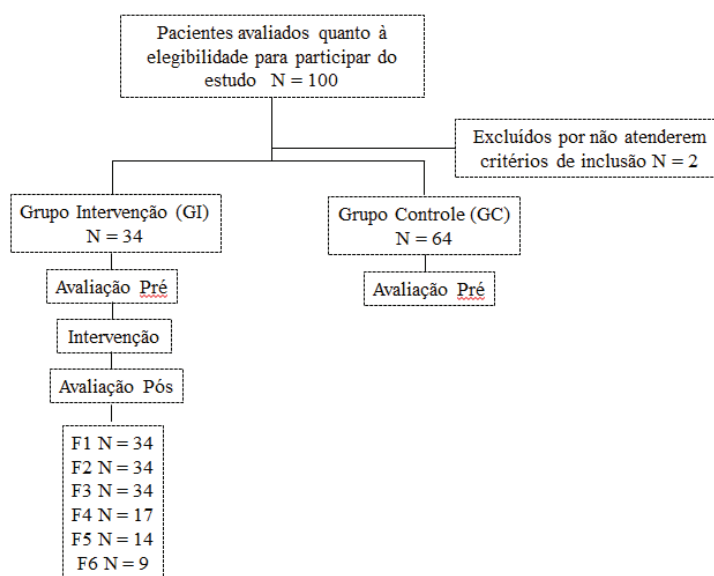 Pacientes avaliados quanto à
elegibilidade para participar do
estudo N = 100
Excluídos por não atenderem
critérios de inclusão N = 2
Grupo Intervenção (GI)
N = 34
Grupo Controle (GC)
N = 64
Avaliação Pré
Avaliação Pré
Intervenção
Avaliação Pós
F1 N = 34
F2 N = 34
F3 N = 34
F4 N = 17
F5 N = 14
F6 N = 9